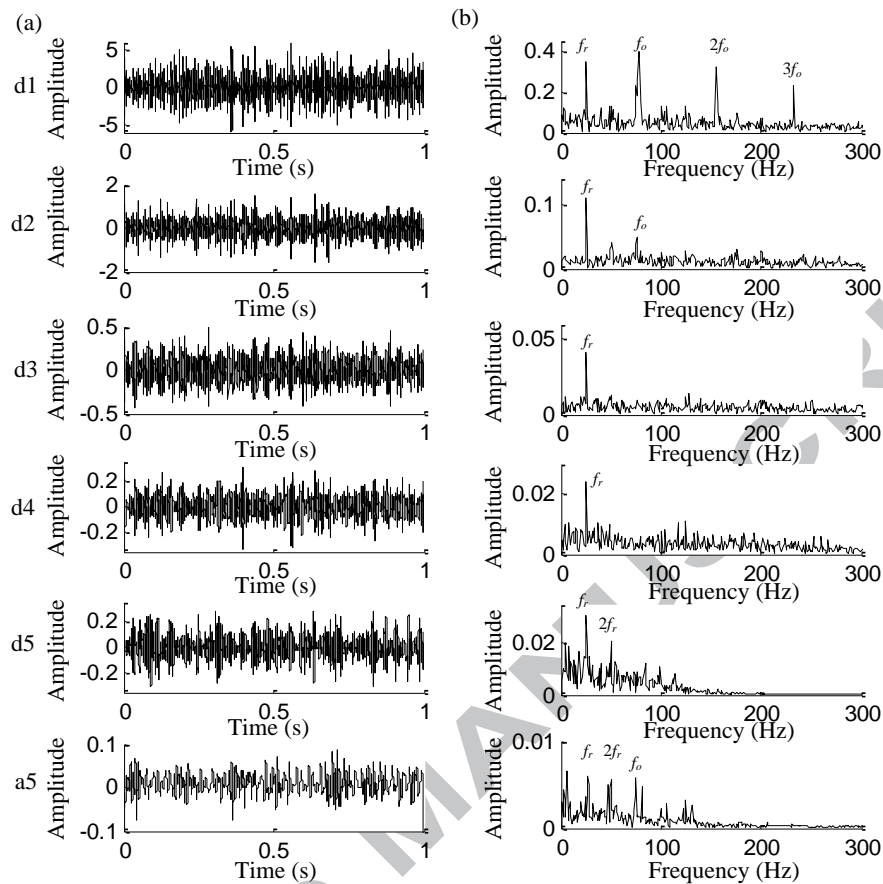 (a)
(b)
d1
Amplitude
5
0
-5
0
0.5
1
Time (s)
Amplitude
0.4
0.2
0
fr
fo
2fo
3fo
0
100
200
300
Frequency (Hz)
d2
Amplitude
2
0
-2
0
0.5
1
Time (s)
Amplitude
0.1
0
fr
fo
0
100
200
300
Frequency (Hz)
d3
Amplitude
0.5
0
-0.5
0
0.5
1
Time (s)
Amplitude
0.05
0
fr
0
100
200
300
Frequency (Hz)
d4
Amplitude
0.2
0
-0.2
0
0.5
1
Time (s)
Amplitude
0.02
0
fr
0
100
200
300
Frequency (Hz)
d5
Amplitude
0.2
0
-0.2
0
0.5
1
Time (s)
Amplitude
0.02
0
fr
2fr
0
100
200
300
Frequency (Hz)
a5
Amplitude
0.1
0
-0.1
0
0.5
1
Time (s)
Amplitude
0.01
0
fr
2fr
fo
0
100
200
300
Frequency (Hz)